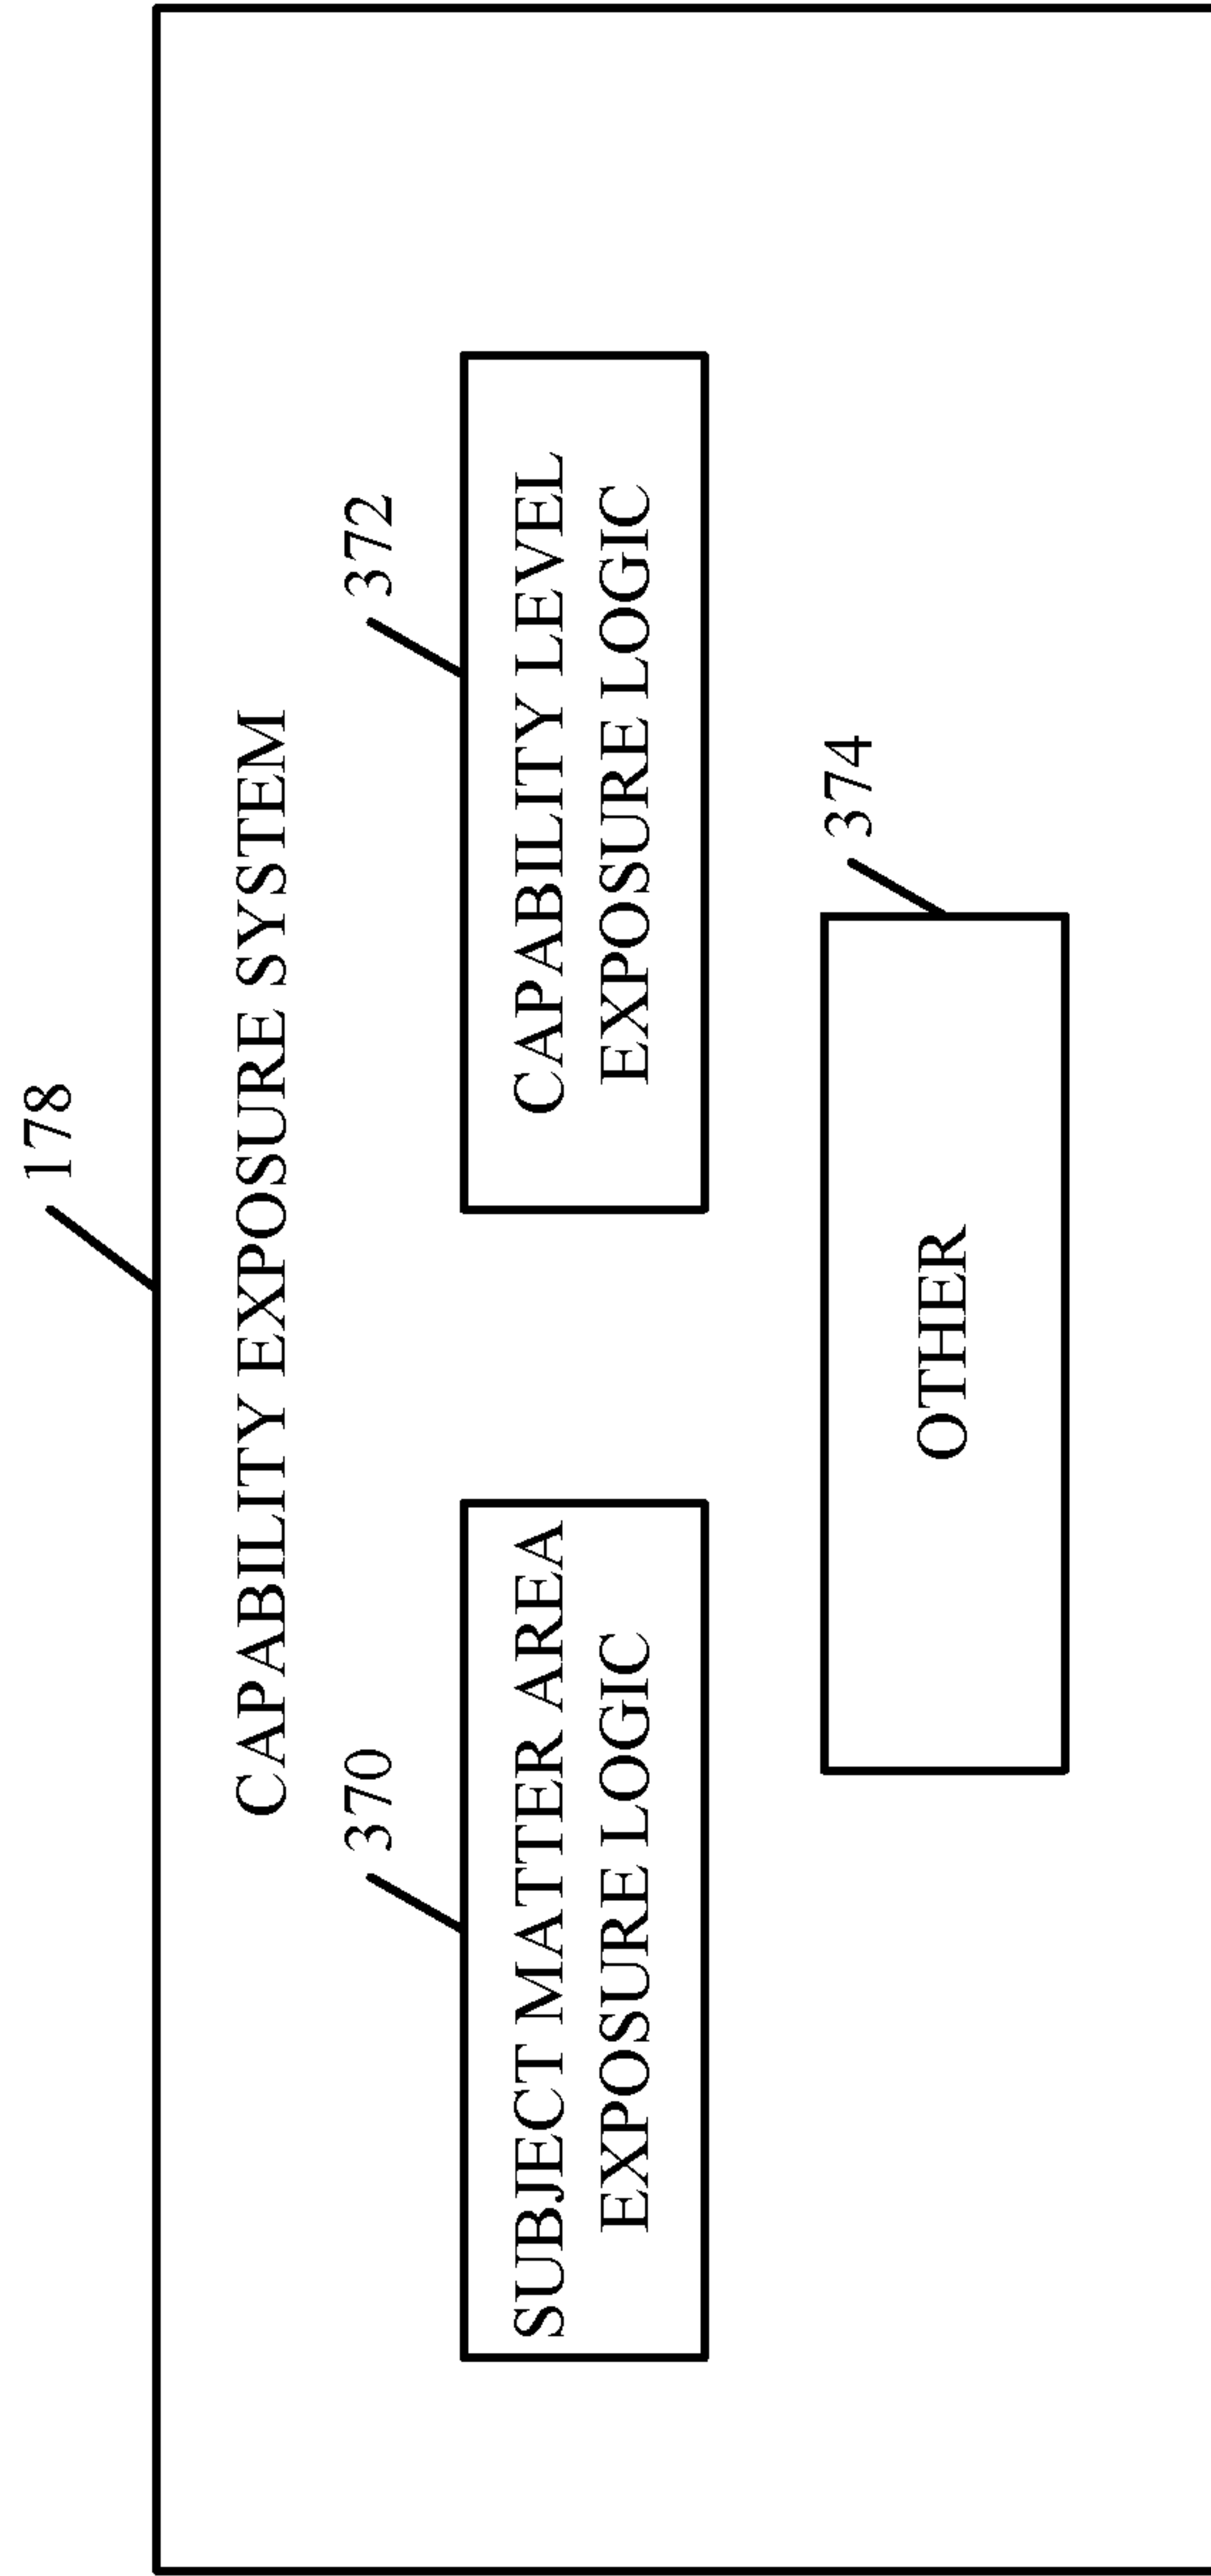 178
CAPABILITY EXPOSURE SYSTEM
370
SUBJECT MATTER AREA
EXPOSURE LOGIC
372
CAPABILITY LEVEL
EXPOSURE LOGIC
374
OTHER